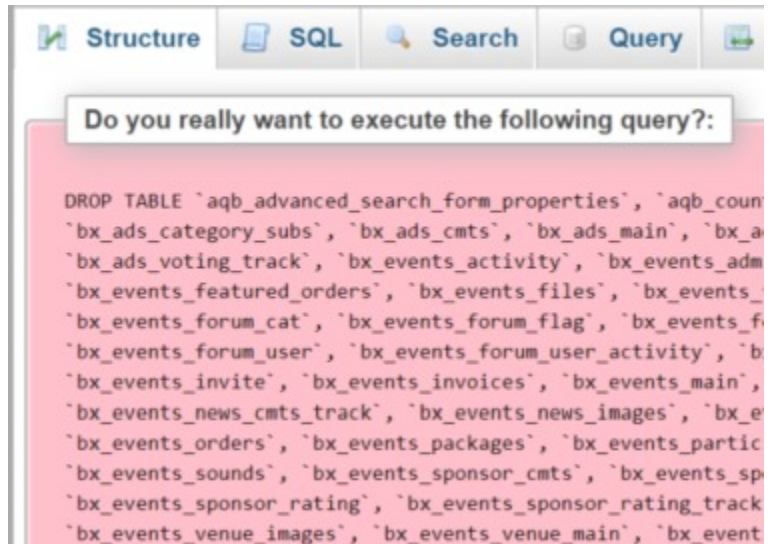 Structure SQL Search Query
Do you really want to execute the following query?:
DROP TABLE `aqb_advanced_search_form_properties`, `aqb_coun
`bx_ads_category_subs`, `bx_ads_cmts`, `bx_ads_main`, `bx_a
`bx_ads_voting_track`, `bx_events_activity`, `bx_events_adm
`bx_events_featured_orders`, `bx_events_files`, `bx_events_
`bx_events_forum_cat`, `bx_events_forum_flag`, `bx_events_f
`bx_events_forum_user`, `bx_events_forum_user_activity`, `b
`bx_events_invite`, `bx_events_invoices`, `bx_events_main`,
`bx_events_news_cmts_track`, `bx_events_news_images`, `bx_e
`bx_events_orders`, `bx_events_packages`, `bx_events_partic
`bx_events_sounds`, `bx_events_sponsor_cmts`, `bx_events_sp
`bx_events_sponsor_rating`, `bx_events_sponsor_rating_track
`bx_events_venue_images`, `bx_events_venue_main`, `bx_event